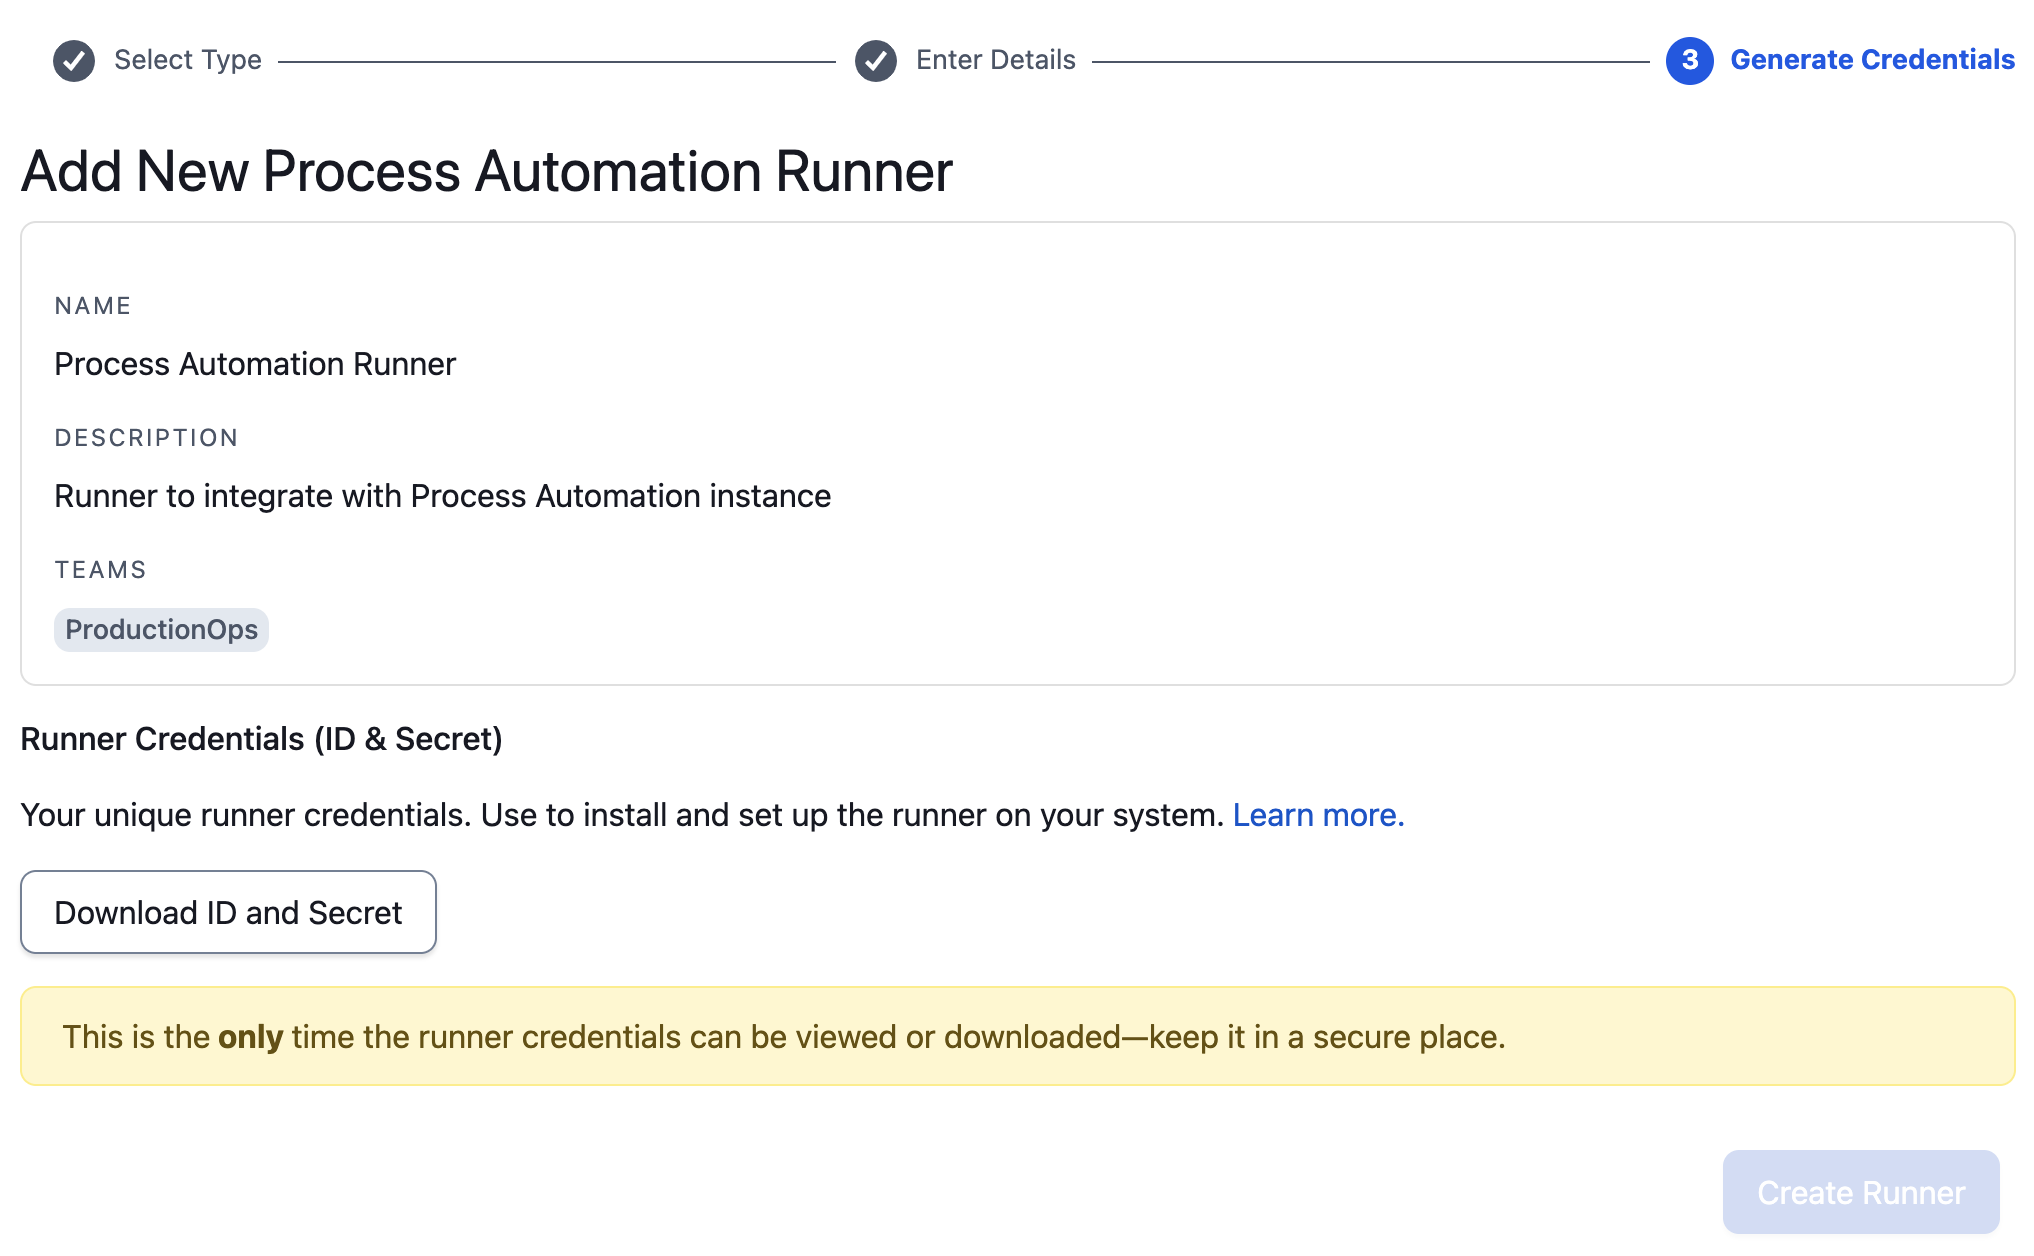 Select Type
Enter Details
3 Generate Credentials
Add New Process Automation Runner
NAME
Process Automation Runner
DESCRIPTION
Runner to integrate with Process Automation instance
TEAMS
ProductionOps
Runner Credentials (ID & Secret)
Your unique runner credentials. Use to install and set up the runner on your system. Learn more.
Download ID and Secret
This is the only time the runner credentials can be viewed or downloaded—keep it in a secure place.
Create Runner